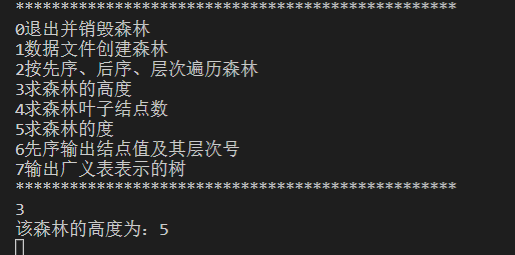 *************************************************
0退出并销毁森林
1数据文件创建森林
2按先序、后序、层次遍历森林
3求森林的高度
4求森林叶子结点数
5求森林的度
6先序输出结点值及其层次号
7输出广义表表示的树
*************************************************
3
该森林的高度为：5